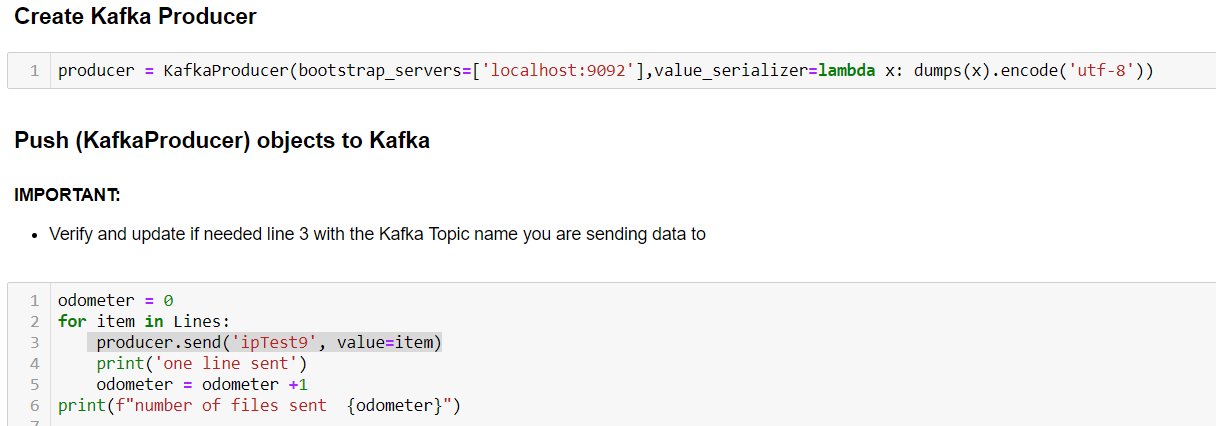 Create Kafka Producer
1 producer = KafkaProducer(bootstrap_servers=['localhost:9092'],value_serializer=lambda x: dumps(x).encode('utf-8'))
Push (KafkaProducer) objects to Kafka
IMPORTANT:
• Verify and update if needed line 3 with the Kafka Topic name you are sending data to
1 odometer = 0
2 for item in Lines:
3     producer.send('ipTest9', value=item)
4     print('one line sent')
5     odometer = odometer +1
6 print(f"number of files sent  {odometer}")
7